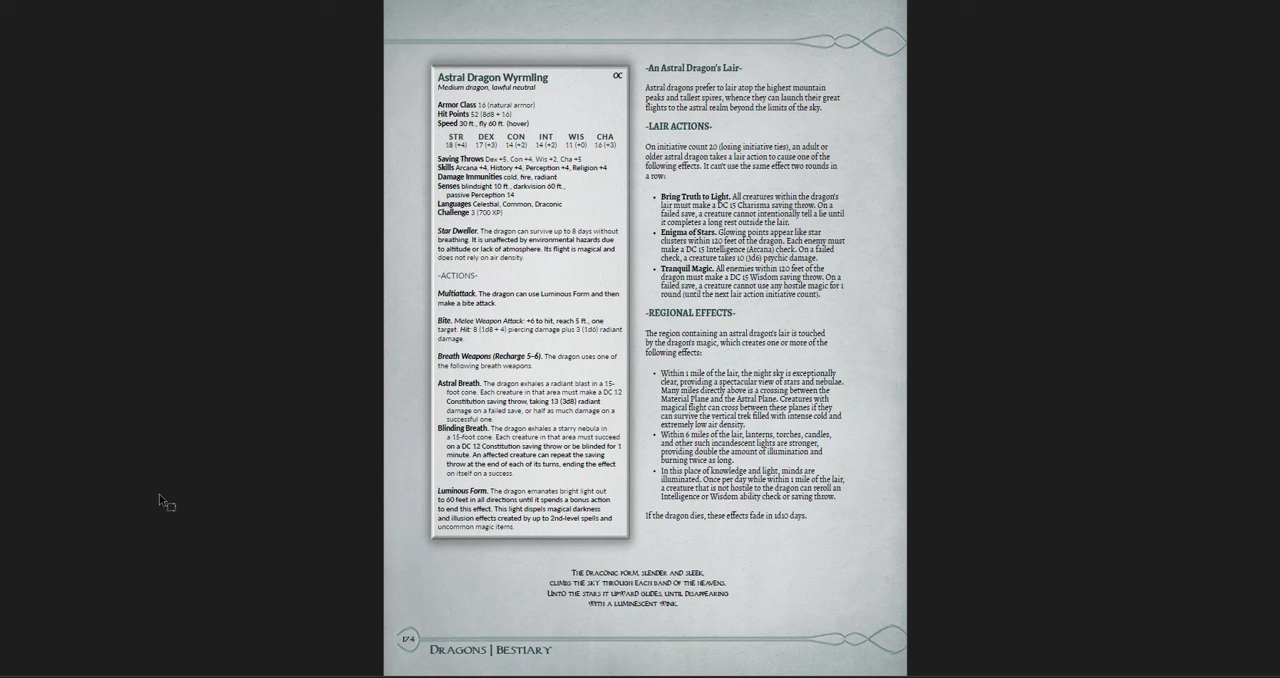 Astral Dragon Wyrmling
OC
Medium dragon, lawful neutral
Armor Class 16 (natural armor)
Hit Points 52 (8d8 + 16)
Speed 30 ft., fly 60 ft. (hover)
STR DEX CON INT WIS CHA
18 (+4) 17 (+3) 14 (+2) 14 (+2) 11 (+0) 16 (+3)
Saving Throws Dex +5, Con +4, Wis +2, Cha +5
Skills Arcana +4, History +4, Perception +4, Religion +4
Damage Immunities cold, fire, radiant
Senses blindsight 10 ft., darkvision 60 ft.,
passive Perception 14
Languages Celestial, Common, Draconic
Challenge 3 (700 XP)
Star Dweller. The dragon can survive up to 8 days without
breathing. It is unaffected by environmental hazards due
to altitude or lack of atmosphere. Its flight is magical and
does not rely on air density.
-ACTIONS-
Multiattack. The dragon can use Luminous Form and then
make a bite attack.
Bite. Melee Weapon Attack: +6 to hit, reach 5 ft., one
target. Hit: 8 (1d8 + 4) piercing damage plus 3 (1d6) radiant
damage.
Breath Weapons (Recharge 5-6). The dragon uses one of
the following breath weapons.
Astral Breath. The dragon exhales a radiant blast in a 15-
foot cone. Each creature in that area must make a DC 12
Constitution saving throw, taking 13 (3d8) radiant
damage on a failed save, or half as much damage on a
successful one.
Blinding Breath. The dragon exhales a starry nebula in
a 15-foot cone. Each creature in that area must succeed
on a DC 12 Constitution saving throw or be blinded for 1
minute. An affected creature can repeat the saving
throw at the end of each of its turns, ending the effect
on itself on a success.
Luminous Form. The dragon emanates bright light out
to 60 feet in all directions until it spends a bonus action
to end this effect. This light dispels magical darkness
and illusion effects created by up to 2nd-level spells and
uncommon magic items.
-An Astral Dragon's Lair-
Astral dragons prefer to lair atop the highest mountain
peaks and tallest spires, whence they can launch their great
flights to the astral realm beyond the limits of the sky.
-LAIR ACTIONS-
On initiative count 20 (losing initiative ties), an adult or
older astral dragon takes a lair action to cause one of the
following effects. It can't use the same effect two rounds in
a row:
• Bring Truth to Light. All creatures within the dragon's
lair must make a DC 15 Charisma saving throw. On a
failed save, a creature cannot intentionally tell a lie until
it completes a long rest outside the lair.
• Enigma of Stars. Glowing points appear like star
clusters within 120 feet of the dragon. Each enemy must
make a DC 15 Intelligence (Arcana) check. On a failed
check, a creature takes 10 (3d6) psychic damage.
• Tranquil Magic. All enemies within 120 feet of the
dragon must make a DC 15 Wisdom saving throw. On a
failed save, a creature cannot use any hostile magic for 1
round (until the next lair action initiative count).
-REGIONAL EFFECTS-
The region containing an astral dragon's lair is touched
by the dragon's magic, which creates one or more of the
following effects:
• Within 1 mile of the lair, the night sky is exceptionally
clear, providing a spectacular view of stars and nebulae.
Many miles directly above is a crossing between the
Material Plane and the Astral Plane. Creatures with
magical flight can cross between these planes if they
can survive the vertical trek filled with intense cold and
extremely low air density.
• Within 6 miles of the lair, lanterns, torches, candles,
and other such incandescent lights are stronger,
providing double the amount of illumination and
burning twice as long.
• In this place of knowledge and light, minds are
illuminated. Once per day while within 1 mile of the lair,
a creature that is not hostile to the dragon can reroll an
Intelligence or Wisdom ability check or saving throw.
If the dragon dies, these effects fade in 1d10 days.
The draconic form, slender and sleek,
climbs the sky through each band of the heavens.
Unto the stars it upward glides, until disappearing
with a luminescent wink.
174
Dragons | Bestiary